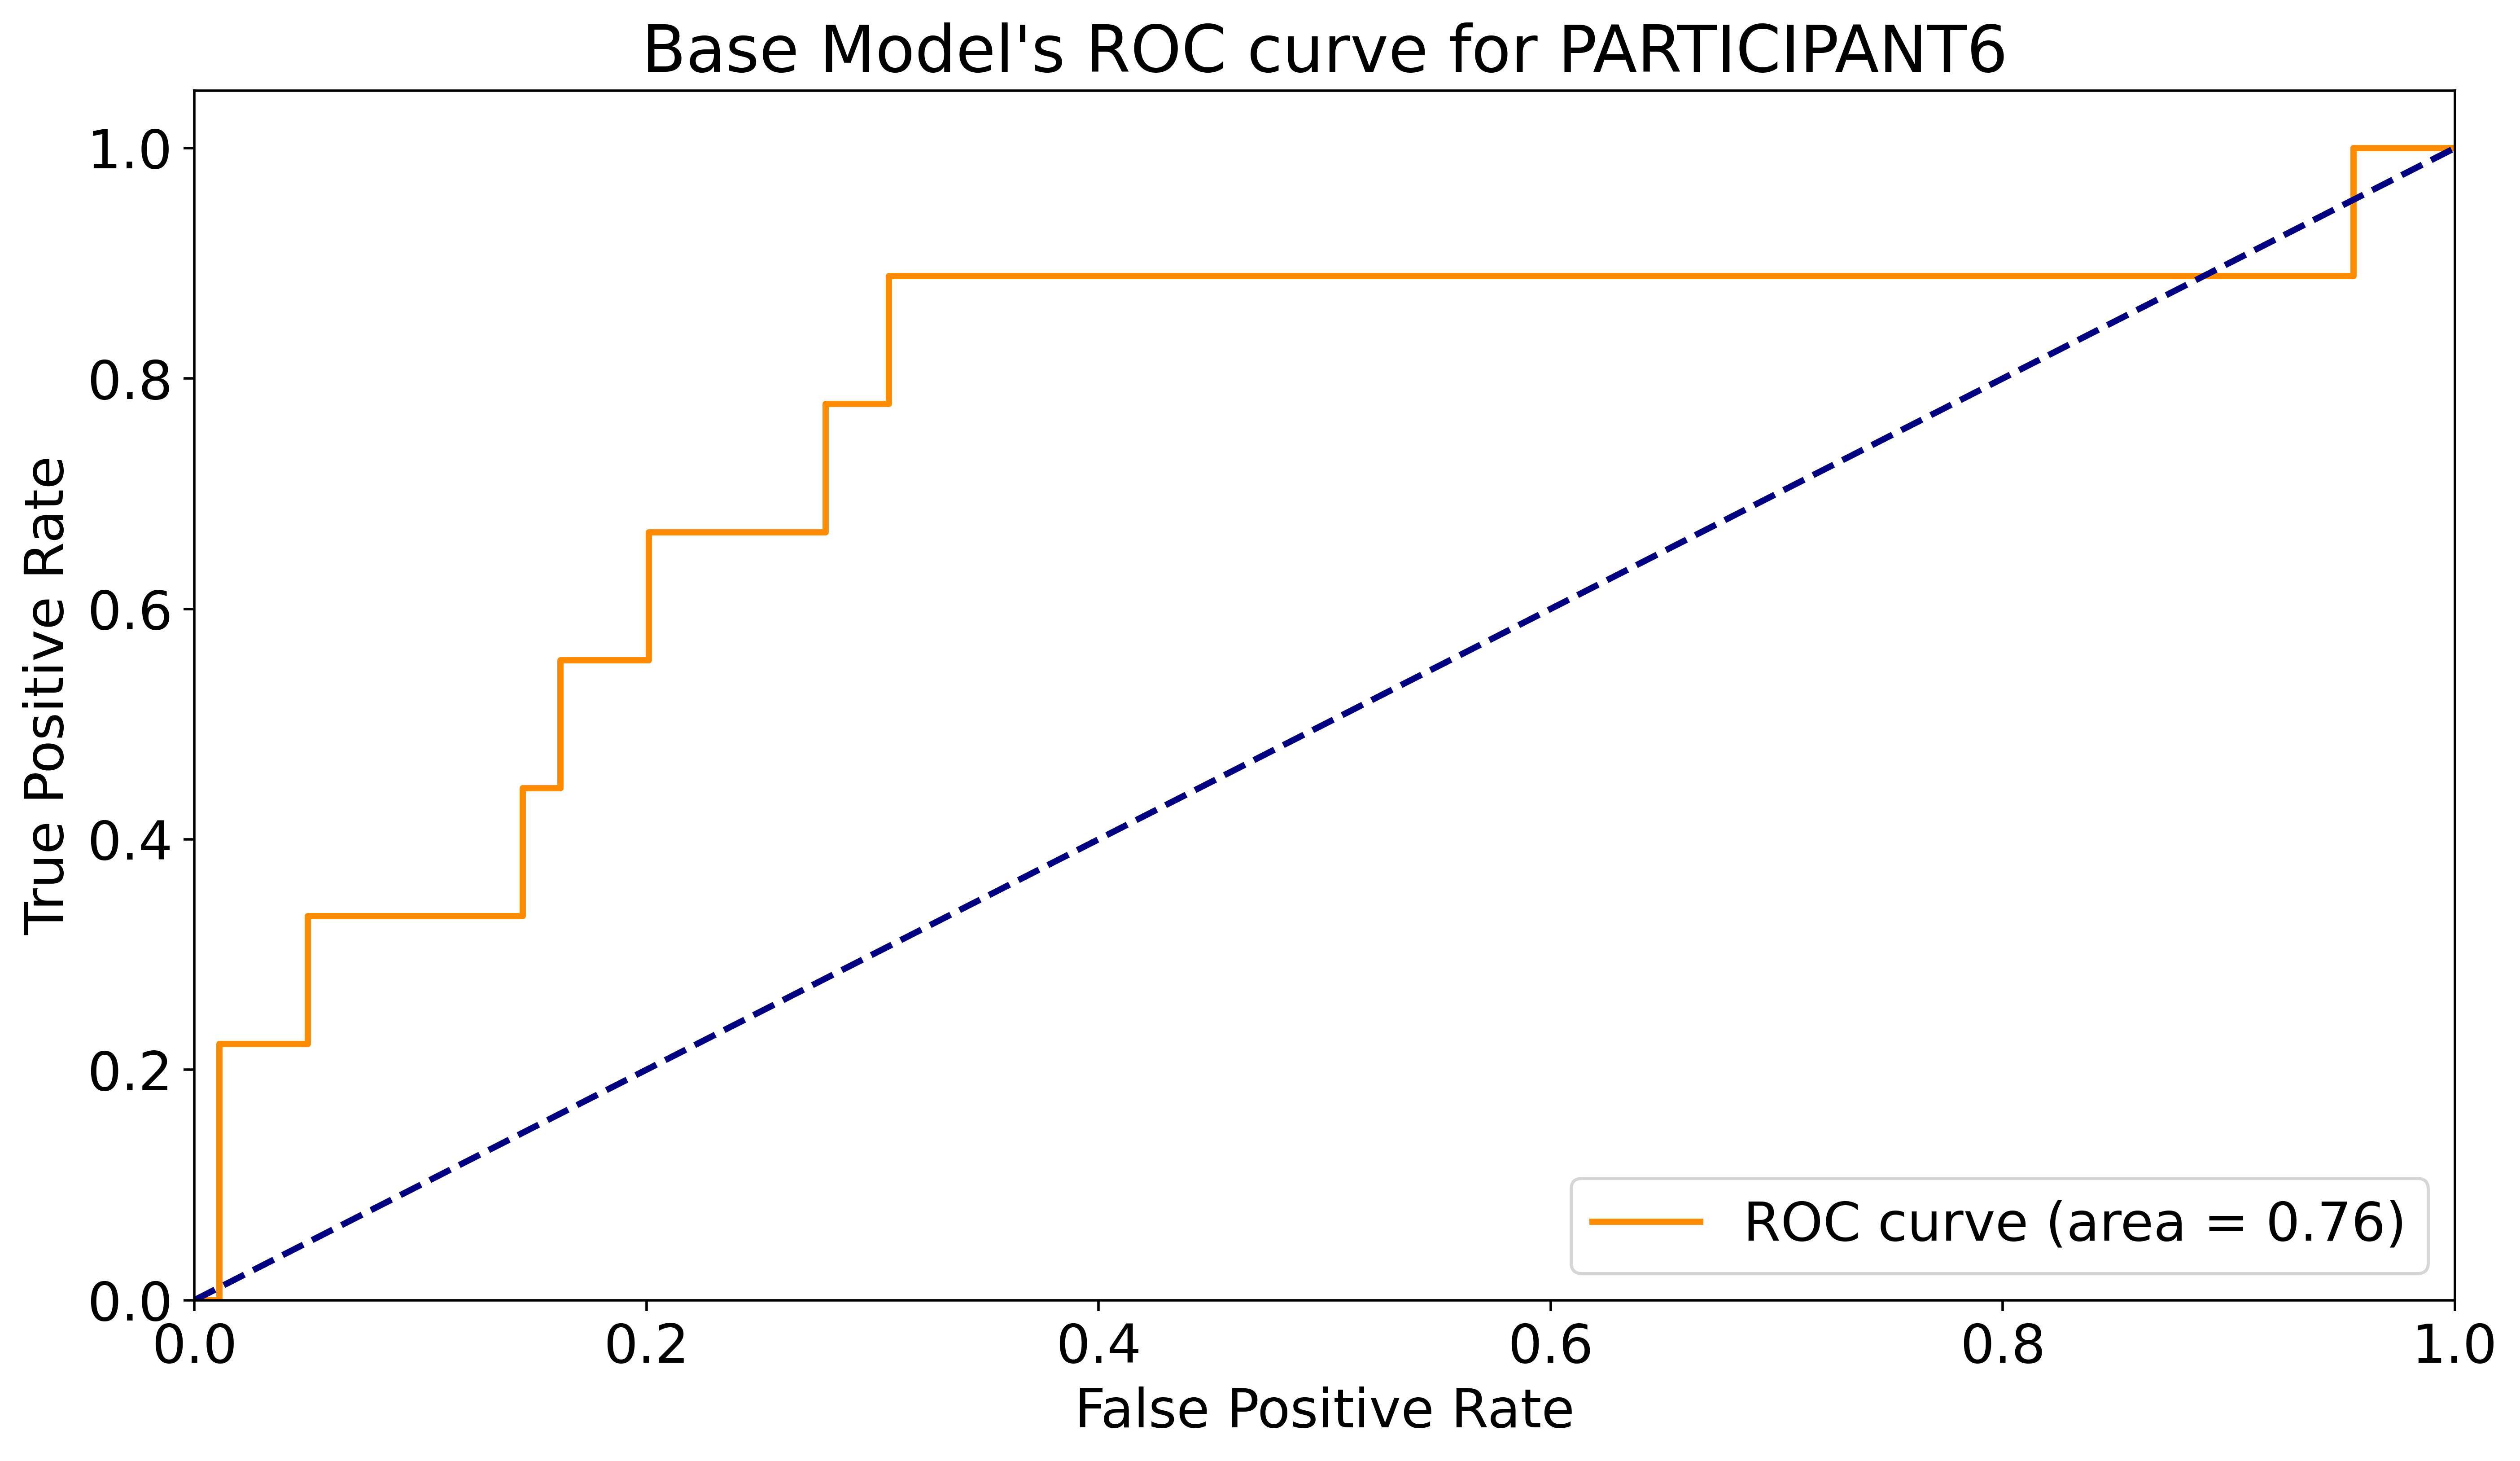 Base Model's ROC curve for PARTICIPANT6
True Positive Rate
1.0
0.8
0.6
0.4
0.2
0.0
0.0 0.2 0.4 0.6 0.8 1.0
False Positive Rate
ROC curve (area = 0.76)